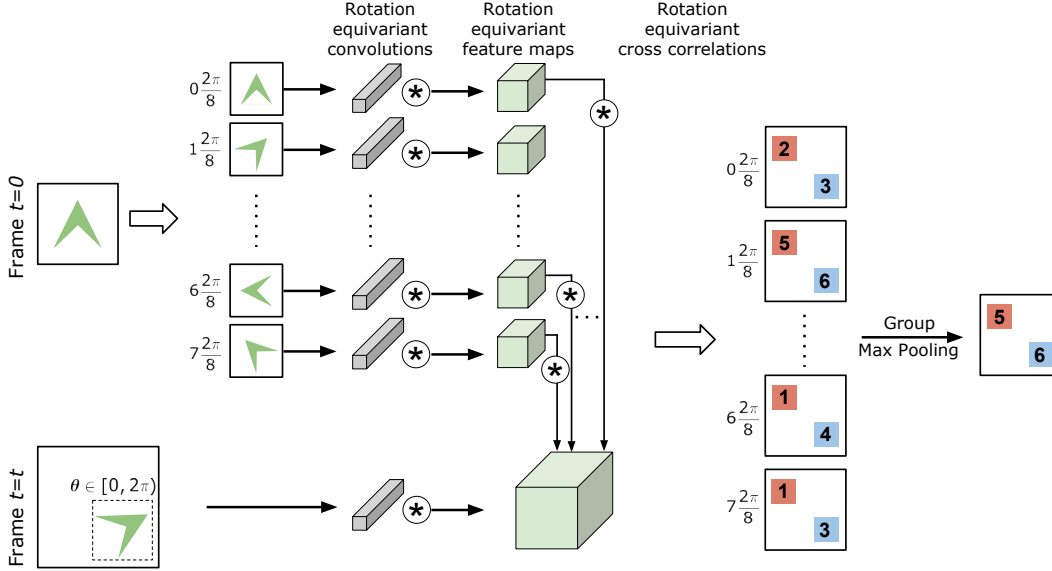 Rotation
equivariant
convolutions
Rotation
equivariant
feature maps
Rotation
equivariant
cross correlations
0 2π/8
*
*
1 2π/8
*
Frame t=0
6 2π/8
*
*
7 2π/8
*
*
Frame t=t
θ ∈ [0, 2π)
*
0 2π/8
2
3
1 2π/8
5
6
6 2π/8
1
4
7 2π/8
1
3
Group
Max Pooling
5
6